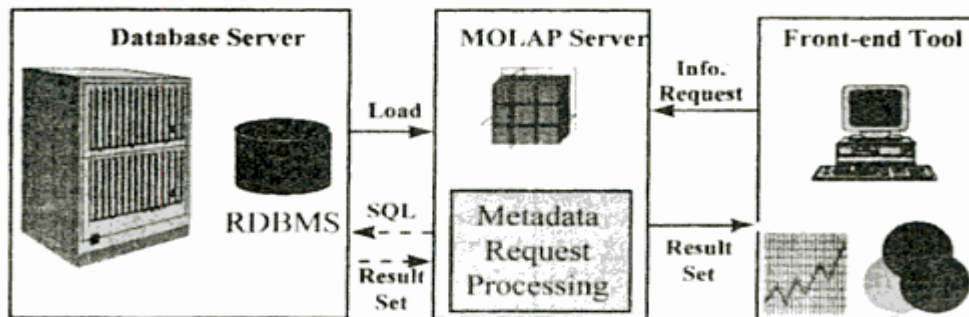 Database Server
RDBMS
Load
SQL
Result
Set
MOLAP Server
Metadata
Request
Processing
Info.
Request
Result
Set
Front-end Tool